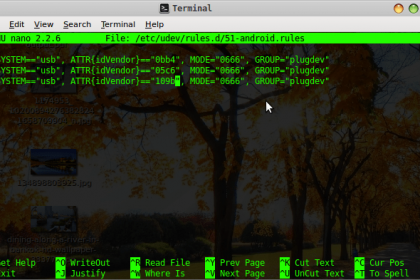 Terminal
Edit View Search Terminal Help
U nano 2.2.6 File: /etc/udev/rules.d/51-android.rules
SYSTEM=="usb", ATTR{idVendor}=="0bb4", MODE="0666", GROUP="plugdev"
SYSTEM=="usb", ATTR{idVendor}=="05c6", MODE="0666", GROUP="plugdev"
SYSTEM=="usb", ATTR{idVendor}=="109b", MODE="0666", GROUP="plugdev"
et Help ^O WriteOut ^R Read File ^Y Prev Page ^K Cut Text ^C Cur Pos
xit ^J Justify ^W Where Is ^V Next Page ^U UnCut Text ^T To Spell